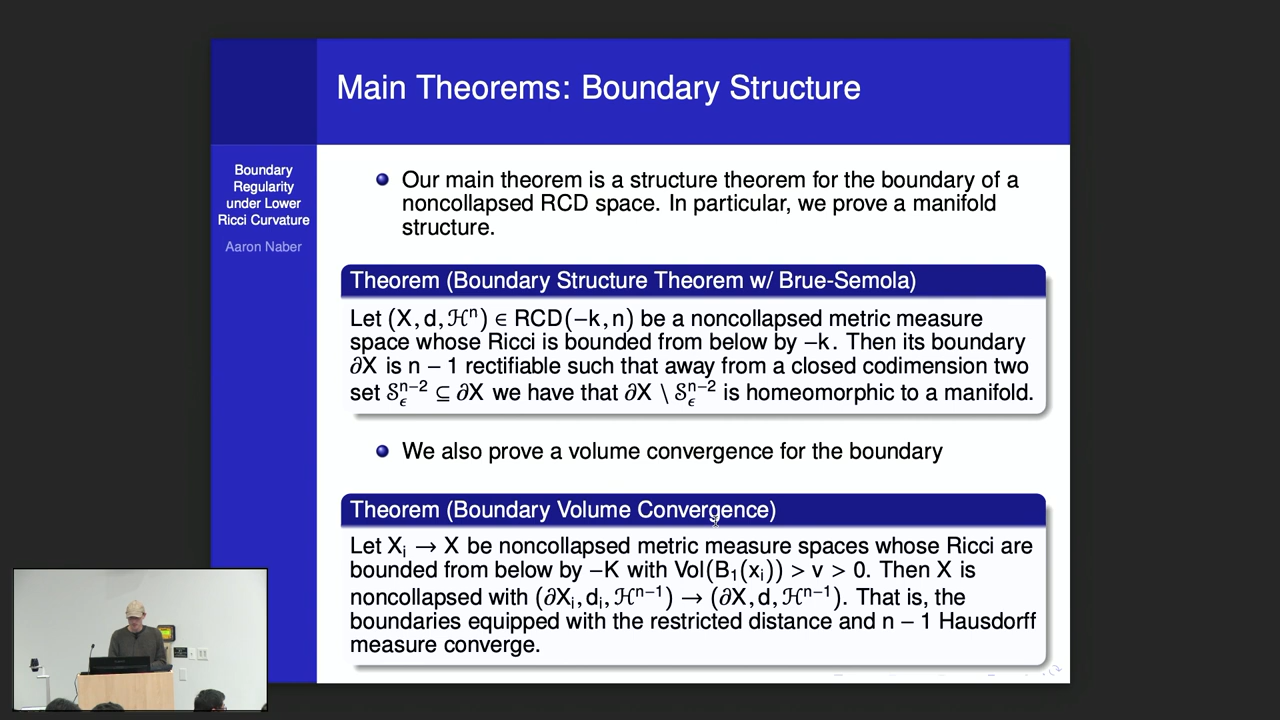 Main Theorems: Boundary Structure
Boundary
Regularity
under Lower
Ricci Curvature
Aaron Naber
Our main theorem is a structure theorem for the boundary of a
noncollapsed RCD space. In particular, we prove a manifold
structure.
Theorem (Boundary Structure Theorem w/ Brue-Semola)
Let (X, d, ℋⁿ) ∈ RCD(−k, n) be a noncollapsed metric measure
space whose Ricci is bounded from below by −k. Then its boundary
∂X is n − 1 rectifiable such that away from a closed codimension two
set 𝒮_ϵ^{n−2} ⊆ ∂X we have that ∂X \ 𝒮_ϵ^{n−2} is homeomorphic to a manifold.
We also prove a volume convergence for the boundary
Theorem (Boundary Volume Convergence)
Let Xᵢ → X be noncollapsed metric measure spaces whose Ricci are
bounded from below by −K with Vol(B₁(xᵢ)) > v > 0. Then X is
noncollapsed with (∂Xᵢ, dᵢ, ℋⁿ⁻¹) → (∂X, d, ℋⁿ⁻¹). That is, the
boundaries equipped with the restricted distance and n − 1 Hausdorff
measure converge.